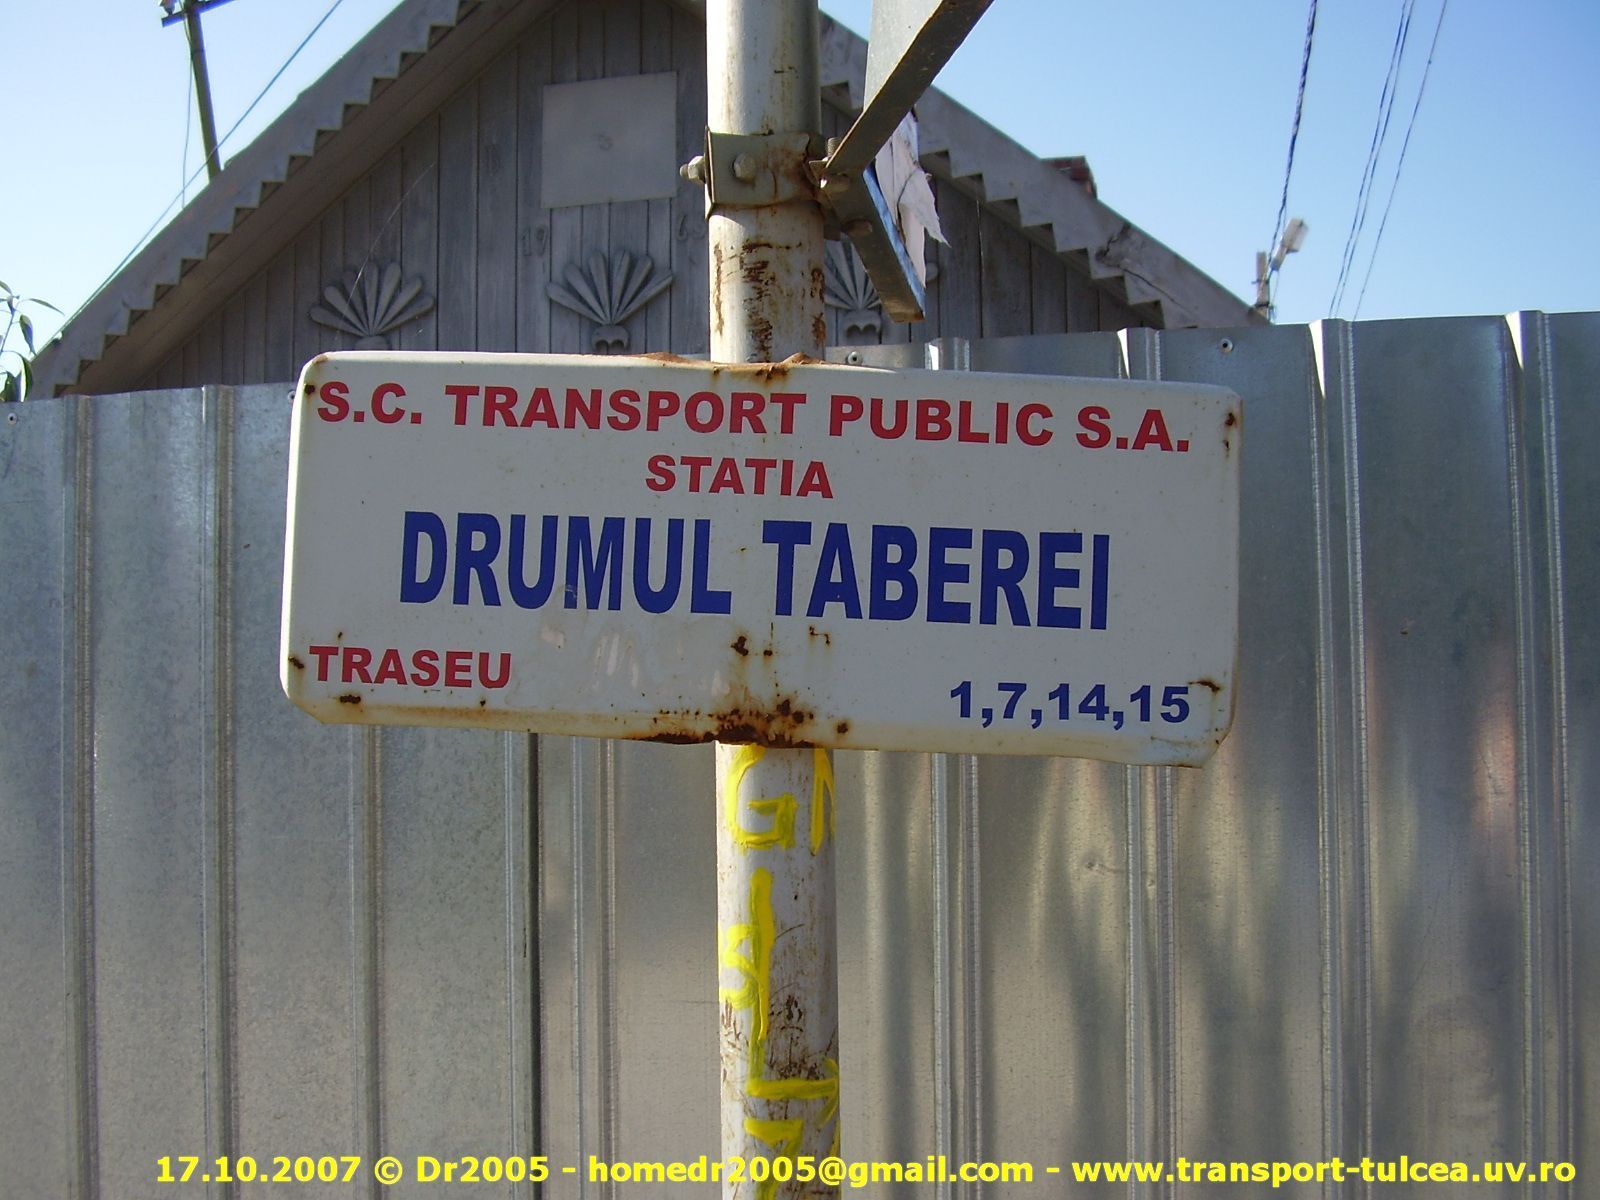 S.C. TRANSPORT PUBLIC S.A.
STATIA
DRUMUL TABEREI
TRASEU
1,7,14,15
17.10.2007 © Dr2005 - homedr2005@gmail.com - www.transport-tulcea.uv.ro